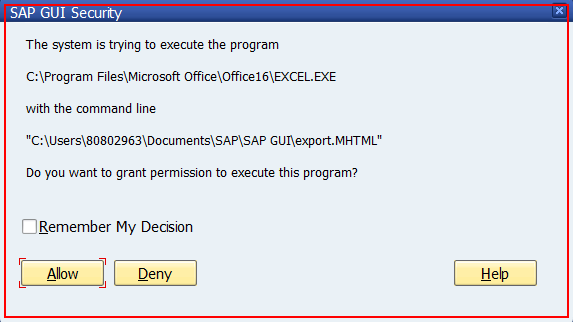 SAP GUI Security
The system is trying to execute the program
C:\Program Files\Microsoft Office\Office16\EXCEL.EXE
with the command line
"C:\Users\80802963\Documents\SAP\SAP GUI\export.MHTML"
Do you want to grant permission to execute this program?
Remember My Decision
Allow Deny Help